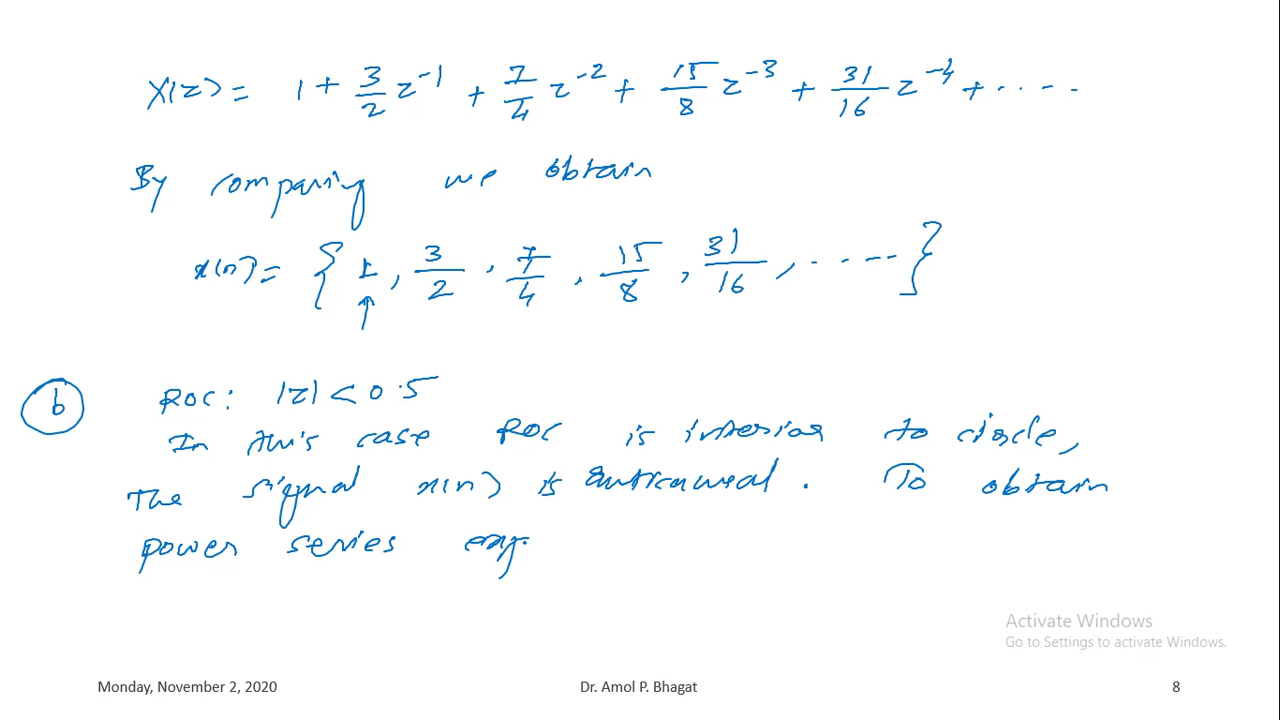 X(z) = 1 + 3/2 z^-1 + 7/4 z^-2 + 15/8 z^-3 + 31/16 z^-4 + ....
By comparing we obtain
x(n) = { 1, 3/2, 7/4, 15/8, 31/16, ..... }
↑
b
ROC: |z| < 0.5
In this case ROC is interior to circle,
The signal x(n) is anticausal. To obtain
power series exp
Activate Windows
Go to Settings to activate Windows.
Monday, November 2, 2020 Dr. Amol P. Bhagat 8